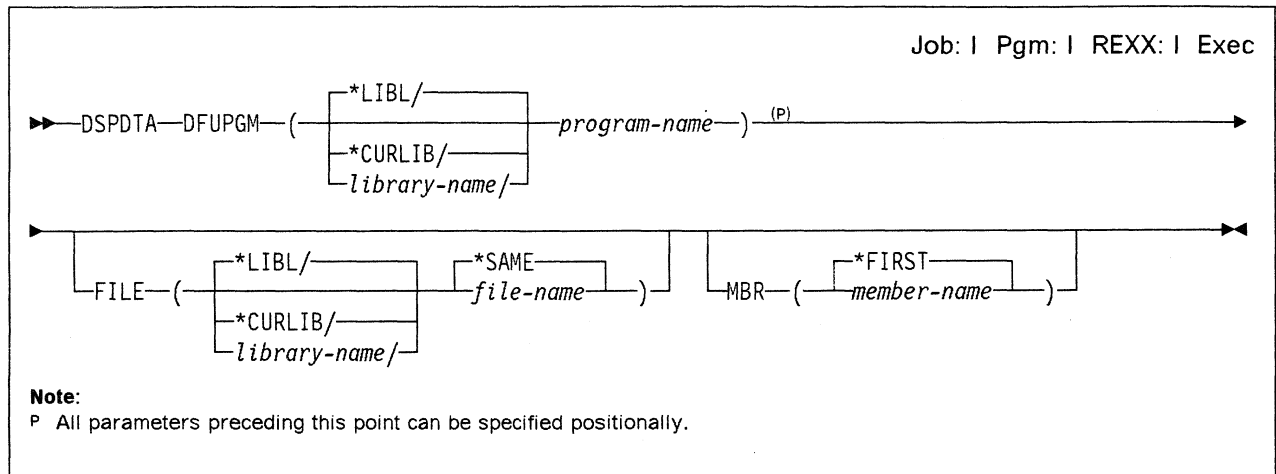 Job: I Pgm: I REXX: I Exec
*LIBL/
DSPDTA DFUPGM ( program-name ) (P)
*CURLIB/
library-name/
*LIBL/ *SAME *FIRST
FILE ( file-name ) MBR ( member-name )
*CURLIB/
library-name/
Note:
P All parameters preceding this point can be specified positionally.